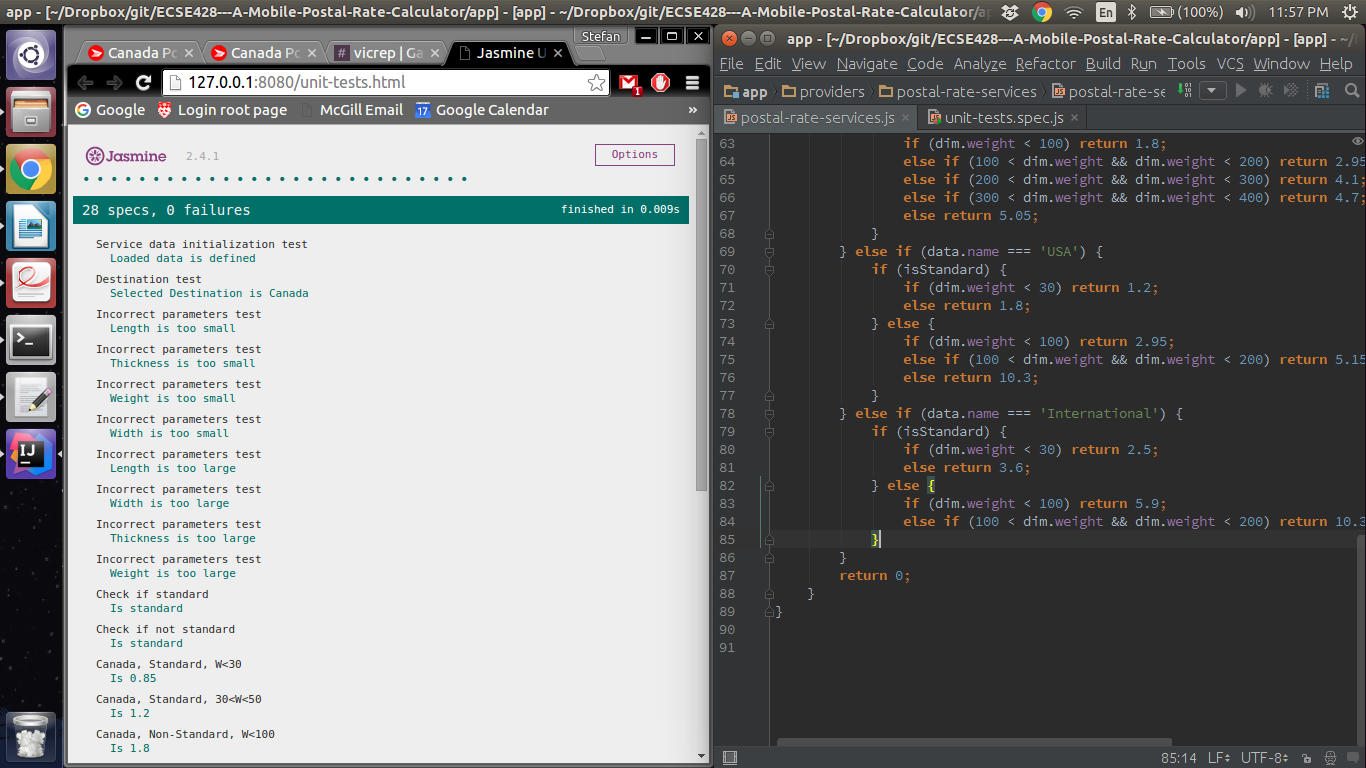 app - [~/Dropbox/git/ECSE428---A-Mobile-Postal-Rate-Calculator/app] - [app] - ~/Dropbox/git/ECSE428---A-Mobile-Postal-Rate-Calculator/app] - [app] - ~/Dropbox/git/ECSE428---A-Mobile-Postal-Rate-Calculator/ap
En (100%) 11:57 PM
Stefan
Canada Po
Canada Po
# vicrep | Ga
Jasmine U
127.0.0.1:8080/unit-tests.html
1
Google
Login root page
McGill Email
17 Google Calendar
»
Jasmine 2.4.1
Options
28 specs, 0 failures
finished in 0.009s
Service data initialization test
Loaded data is defined
Destination test
Selected Destination is Canada
Incorrect parameters test
Length is too small
Incorrect parameters test
Thickness is too small
Incorrect parameters test
Weight is too small
Incorrect parameters test
Width is too small
Incorrect parameters test
Length is too large
Incorrect parameters test
Width is too large
Incorrect parameters test
Thickness is too large
Incorrect parameters test
Weight is too large
Check if standard
Is standard
Check if not standard
Is standard
Canada, Standard, W<30
Is 0.85
Canada, Standard, 30<W<50
Is 1.2
Canada, Non-Standard, W<100
Is 1.8
app - [~/Dropbox/git/ECSE428---A-Mobile-Postal-Rate-Calculator/app] - [app] - ~/
File Edit View Navigate Code Analyze Refactor Build Run Tools VCS Window Help
app providers postal-rate-services postal-rate-se
postal-rate-services.js
unit-tests.spec.js
63 if (dim.weight < 100) return 1.8;
64 else if (100 < dim.weight && dim.weight < 200) return 2.95
65 else if (200 < dim.weight && dim.weight < 300) return 4.1;
66 else if (300 < dim.weight && dim.weight < 400) return 4.7;
67 else return 5.05;
68 }
69 } else if (data.name === 'USA') {
70 if (isStandard) {
71 if (dim.weight < 30) return 1.2;
72 else return 1.8;
73 } else {
74 if (dim.weight < 100) return 2.95;
75 else if (100 < dim.weight && dim.weight < 200) return 5.15
76 else return 10.3;
77 }
78 } else if (data.name === 'International') {
79 if (isStandard) {
80 if (dim.weight < 30) return 2.5;
81 else return 3.6;
82 } else {
83 if (dim.weight < 100) return 5.9;
84 else if (100 < dim.weight && dim.weight < 200) return 10.3
85 }
86 }
87 return 0;
88 }
89 }
90
91
85:14 LF÷ UTF-8÷